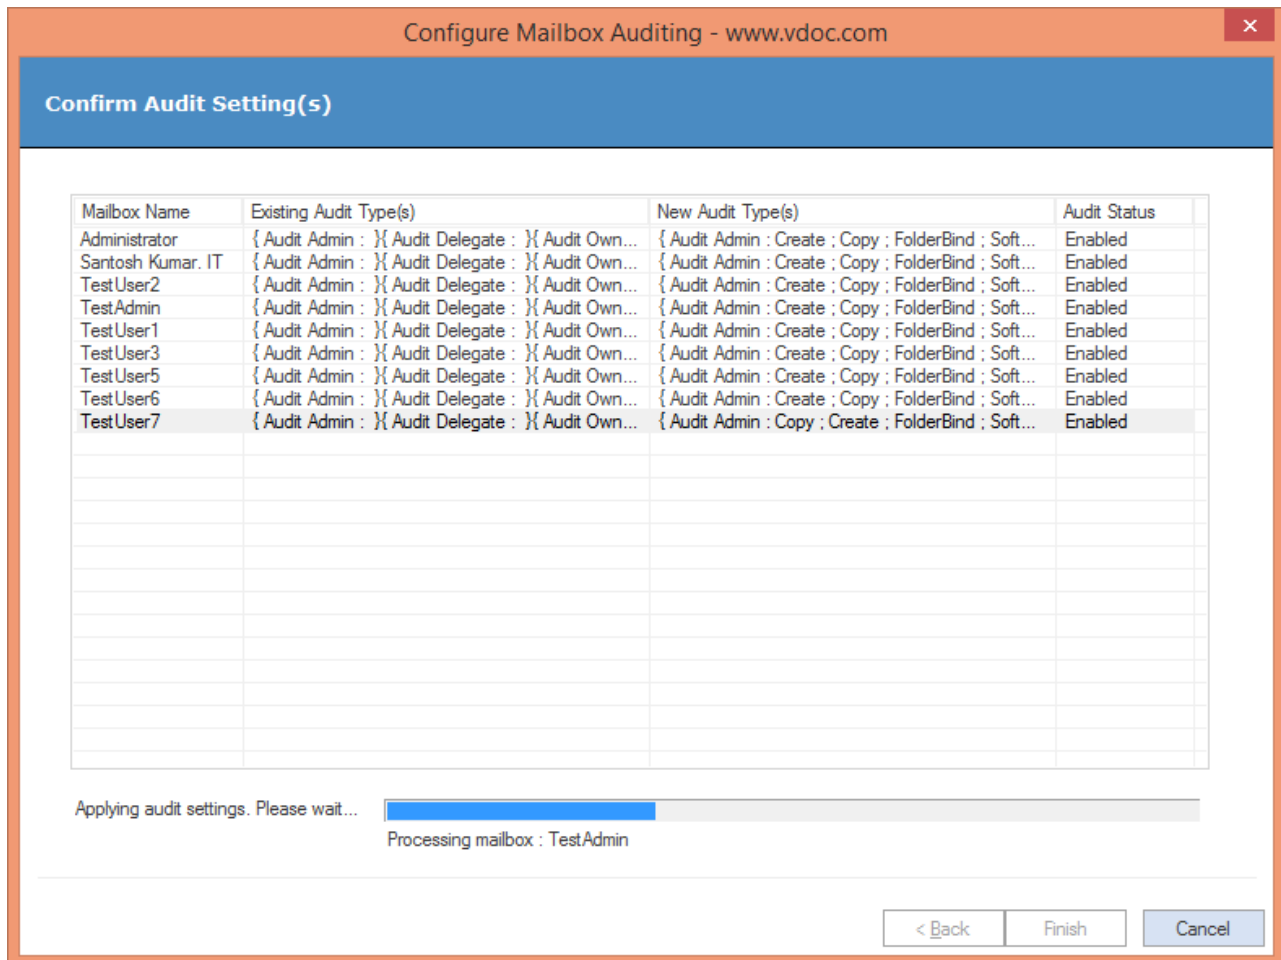 Configure Mailbox Auditing - www.vdoc.com
Confirm Audit Setting(s)
Mailbox Name Existing Audit Type(s) New Audit Type(s) Audit Status
Administrator { Audit Admin : }{ Audit Delegate : }{ Audit Own... { Audit Admin : Create ; Copy ; FolderBind ; Soft... Enabled
Santosh Kumar. IT { Audit Admin : }{ Audit Delegate : }{ Audit Own... { Audit Admin : Create ; Copy ; FolderBind ; Soft... Enabled
TestUser2 { Audit Admin : }{ Audit Delegate : }{ Audit Own... { Audit Admin : Create ; Copy ; FolderBind ; Soft... Enabled
TestAdmin { Audit Admin : }{ Audit Delegate : }{ Audit Own... { Audit Admin : Create ; Copy ; FolderBind ; Soft... Enabled
TestUser1 { Audit Admin : }{ Audit Delegate : }{ Audit Own... { Audit Admin : Create ; Copy ; FolderBind ; Soft... Enabled
TestUser3 { Audit Admin : }{ Audit Delegate : }{ Audit Own... { Audit Admin : Create ; Copy ; FolderBind ; Soft... Enabled
TestUser5 { Audit Admin : }{ Audit Delegate : }{ Audit Own... { Audit Admin : Create ; Copy ; FolderBind ; Soft... Enabled
TestUser6 { Audit Admin : }{ Audit Delegate : }{ Audit Own... { Audit Admin : Create ; Copy ; FolderBind ; Soft... Enabled
TestUser7 { Audit Admin : }{ Audit Delegate : }{ Audit Own... { Audit Admin : Copy ; Create ; FolderBind ; Soft... Enabled
Applying audit settings. Please wait...
Processing mailbox : TestAdmin
< Back Finish Cancel